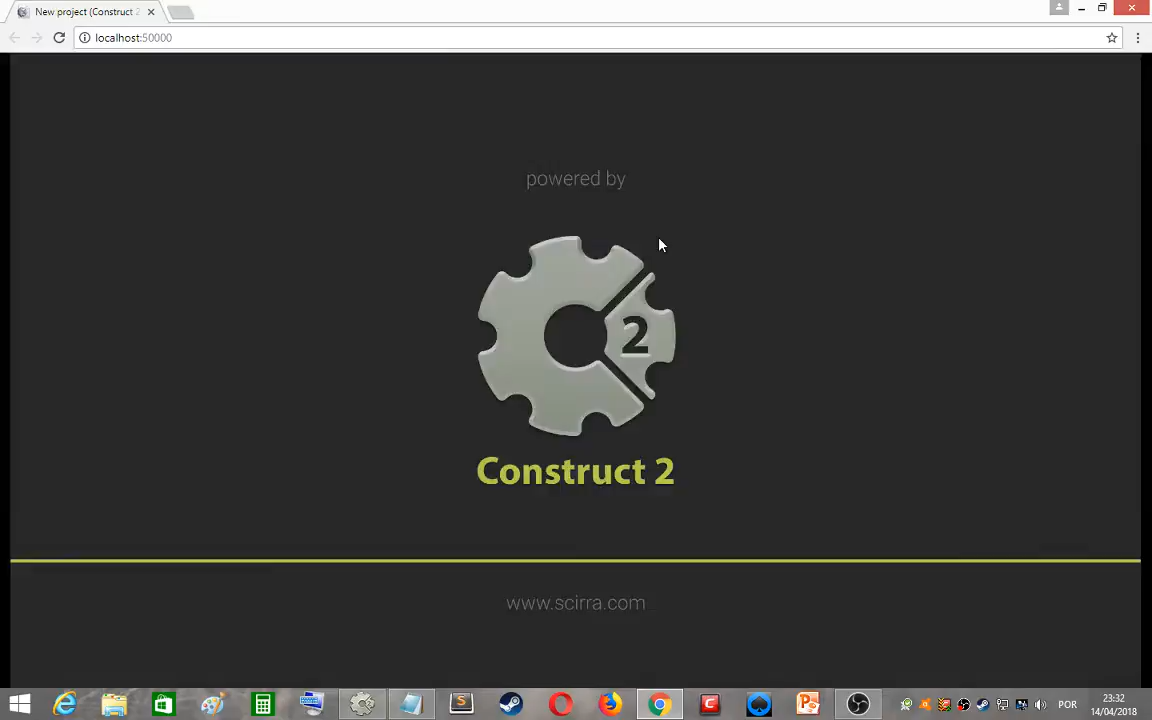 New project (Construct 2
localhost:50000
powered by
2
Construct 2
www.scirra.com
POR
23:32
14/04/2018